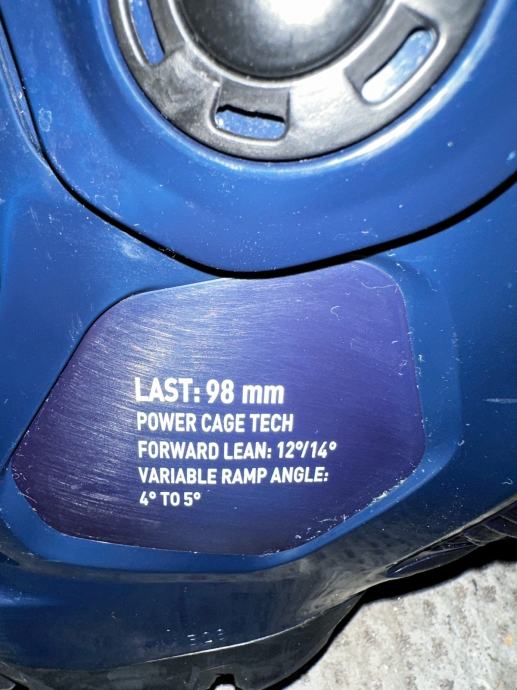 LAST: 98 mm
POWER CAGE TECH
FORWARD LEAN: 12°/14°
VARIABLE RAMP ANGLE:
4° TO 5°